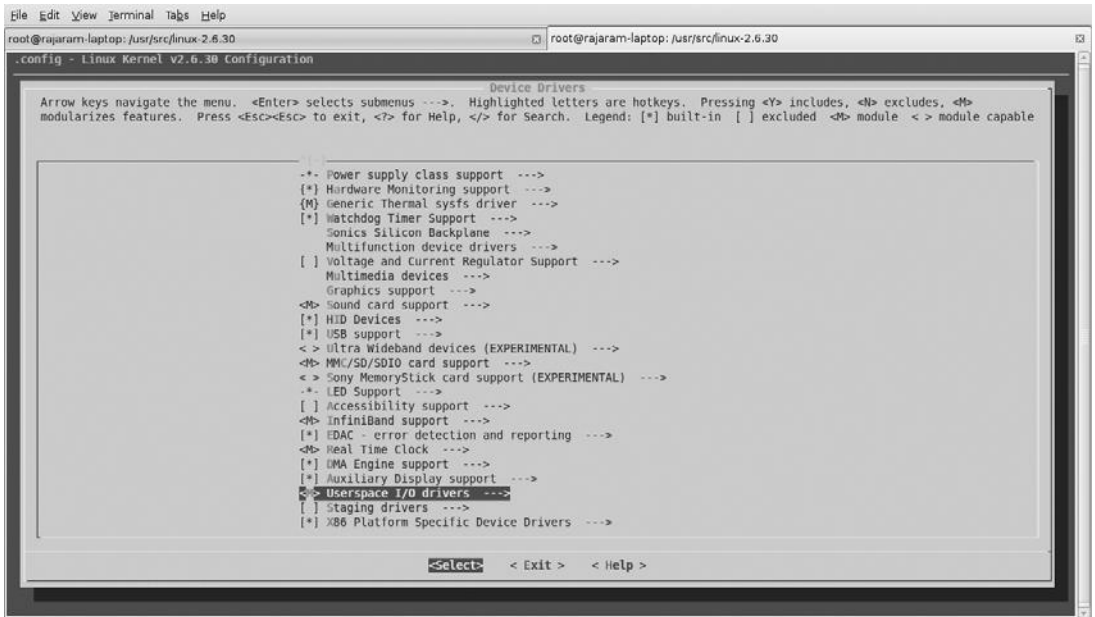 File Edit View Terminal Tabs Help
root@rajaram-laptop: /usr/src/linux-2.6.30 root@rajaram-laptop: /usr/src/linux-2.6.30
.config - Linux Kernel v2.6.30 Configuration
Device Drivers
Arrow keys navigate the menu. <Enter> selects submenus --->. Highlighted letters are hotkeys. Pressing <Y> includes, <N> excludes, <M>
modularizes features. Press <Esc><Esc> to exit, <?> for Help, </> for Search. Legend: [*] built-in [ ] excluded <M> module < > module capable
-*- Power supply class support --->
{*} Hardware Monitoring support --->
{M} Generic Thermal sysfs driver --->
[*] Watchdog Timer Support --->
Sonics Silicon Backplane --->
Multifunction device drivers --->
[ ] Voltage and Current Regulator Support --->
Multimedia devices --->
Graphics support --->
<M> Sound card support --->
[*] HID Devices --->
[*] USB support --->
< > Ultra Wideband devices (EXPERIMENTAL) --->
<M> MMC/SD/SDIO card support --->
< > Sony MemoryStick card support (EXPERIMENTAL) --->
-*- LED Support --->
[ ] Accessibility support --->
<M> InfiniBand support --->
[*] EDAC - error detection and reporting --->
<M> Real Time Clock --->
[*] DMA Engine support --->
[*] Auxiliary Display support --->
Userspace I/O drivers --->
[ ] Staging drivers --->
[*] X86 Platform Specific Device Drivers --->
<Select> < Exit > < Help >